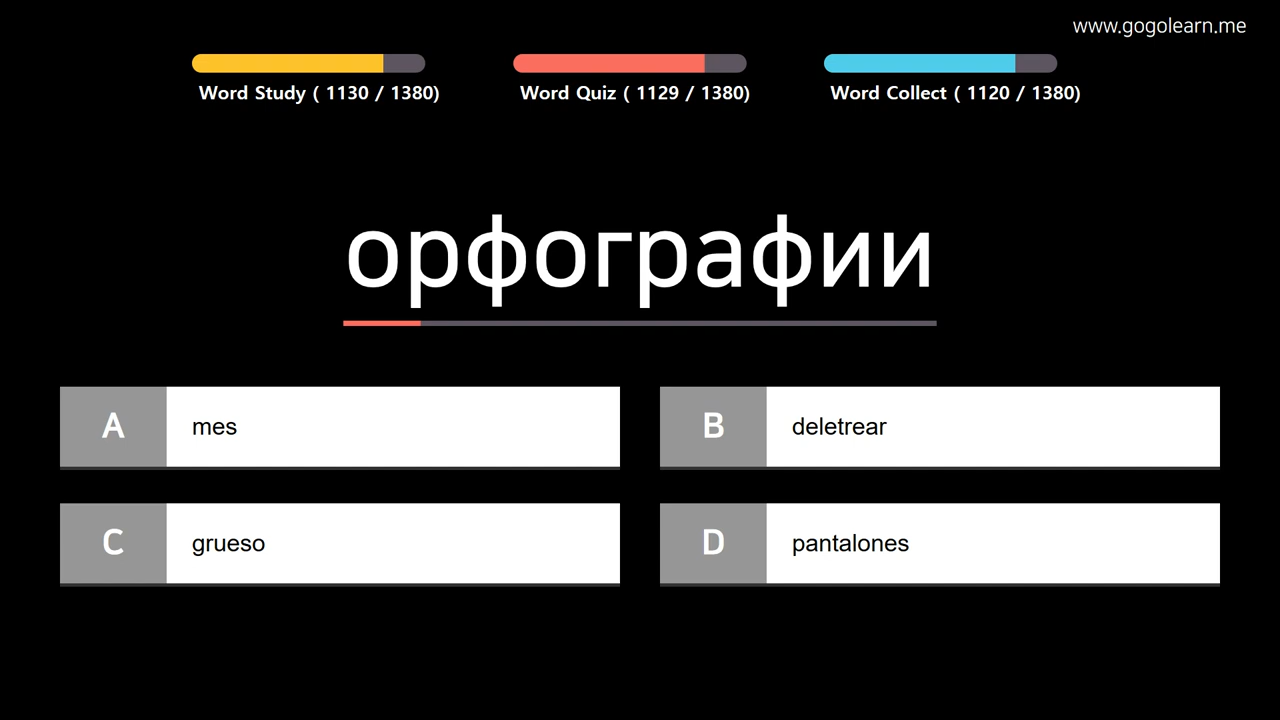 www.gogolearn.me
Word Study ( 1130 / 1380)
Word Quiz ( 1129 / 1380)
Word Collect ( 1120 / 1380)
орфографии
A mes
B deletrear
C grueso
D pantalones